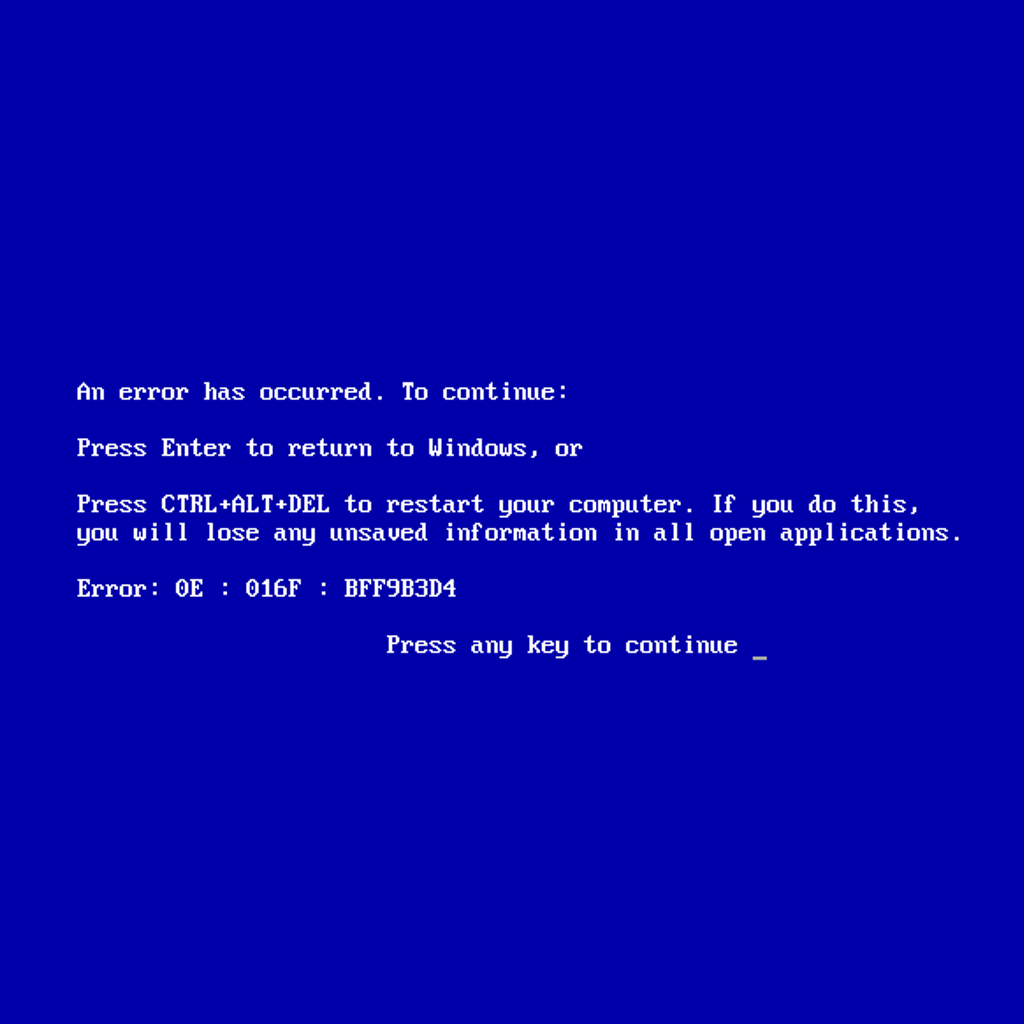 An error has occurred. To continue:
Press Enter to return to Windows, or
Press CTRL+ALT+DEL to restart your computer. If you do this,
you will lose any unsaved information in all open applications.
Error: 0E : 016F : BFF9B3D4
Press any key to continue _